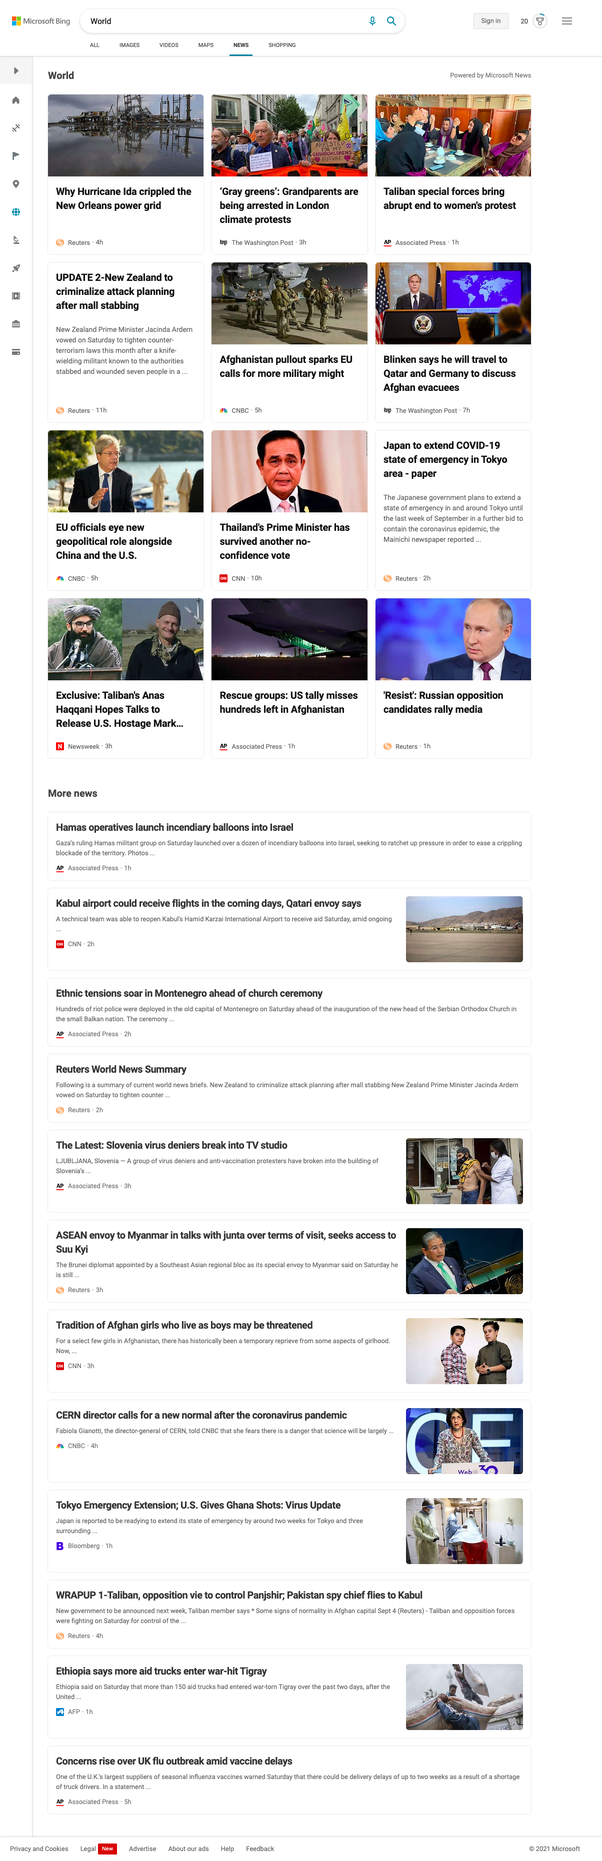 Microsoft Bing
World
Sign in
20
ALL
IMAGES
VIDEOS
MAPS
NEWS
SHOPPING
World
Powered by Microsoft News
Why Hurricane Ida crippled the
New Orleans power grid
Reuters · 4h
'Gray greens': Grandparents are
being arrested in London
climate protests
wp The Washington Post · 3h
Taliban special forces bring
abrupt end to women's protest
AP Associated Press · 1h
UPDATE 2-New Zealand to
criminalize attack planning
after mall stabbing
New Zealand Prime Minister Jacinda Ardern
vowed on Saturday to tighten counter-
terrorism laws this month after a knife-
wielding militant known to the authorities
stabbed and wounded seven people in a ...
Reuters · 11h
Afghanistan pullout sparks EU
calls for more military might
CNBC · 5h
Blinken says he will travel to
Qatar and Germany to discuss
Afghan evacuees
wp The Washington Post · 7h
EU officials eye new
geopolitical role alongside
China and the U.S.
CNBC · 5h
Thailand's Prime Minister has
survived another no-
confidence vote
CNN CNN · 10h
Japan to extend COVID-19
state of emergency in Tokyo
area - paper
The Japanese government plans to extend a
state of emergency in and around Tokyo until
the last week of September in a further bid to
contain the coronavirus epidemic, the
Mainichi newspaper reported ...
Reuters · 2h
Exclusive: Taliban's Anas
Haqqani Hopes Talks to
Release U.S. Hostage Mark...
N Newsweek · 3h
Rescue groups: US tally misses
hundreds left in Afghanistan
AP Associated Press · 1h
'Resist': Russian opposition
candidates rally media
Reuters · 1h
More news
Hamas operatives launch incendiary balloons into Israel
Gaza's ruling Hamas militant group on Saturday launched over a dozen of incendiary balloons into Israel, seeking to ratchet up pressure in order to ease a crippling
blockade of the territory. Photos ...
AP Associated Press · 1h
Kabul airport could receive flights in the coming days, Qatari envoy says
A technical team was able to reopen Kabul's Hamid Karzai International Airport to receive aid Saturday, amid ongoing
...
CNN CNN · 2h
Ethnic tensions soar in Montenegro ahead of church ceremony
Hundreds of riot police were deployed in the old capital of Montenegro on Saturday ahead of the inauguration of the new head of the Serbian Orthodox Church in
the small Balkan nation. The ceremony ...
AP Associated Press · 2h
Reuters World News Summary
Following is a summary of current world news briefs. New Zealand to criminalize attack planning after mall stabbing New Zealand Prime Minister Jacinda Ardern
vowed on Saturday to tighten counter ...
Reuters · 2h
The Latest: Slovenia virus deniers break into TV studio
LJUBLJANA, Slovenia — A group of virus deniers and anti-vaccination protesters have broken into the building of
Slovenia's ...
AP Associated Press · 3h
ASEAN envoy to Myanmar in talks with junta over terms of visit, seeks access to
Suu Kyi
The Brunei diplomat appointed by a Southeast Asian regional bloc as its special envoy to Myanmar said on Saturday he
is still ...
Reuters · 3h
Tradition of Afghan girls who live as boys may be threatened
For a select few girls in Afghanistan, there has historically been a temporary reprieve from some aspects of girlhood.
Now, ...
CNN CNN · 3h
CERN director calls for a new normal after the coronavirus pandemic
Fabiola Gianotti, the director-general of CERN, told CNBC that she fears there is a danger that science will be largely ...
CNBC · 4h
Tokyo Emergency Extension; U.S. Gives Ghana Shots: Virus Update
Japan is reported to be readying to extend its state of emergency by around two weeks for Tokyo and three
surrounding ...
B Bloomberg · 1h
WRAPUP 1-Taliban, opposition vie to control Panjshir; Pakistan spy chief flies to Kabul
New government to be announced next week, Taliban member says * Some signs of normality in Afghan capital Sept 4 (Reuters) - Taliban and opposition forces
were fighting on Saturday for control of the ...
Reuters · 4h
Ethiopia says more aid trucks enter war-hit Tigray
Ethiopia said on Saturday that more than 150 aid trucks had entered war-torn Tigray over the past two days, after the
United ...
AFP · 1h
Concerns rise over UK flu outbreak amid vaccine delays
One of the U.K.'s largest suppliers of seasonal influenza vaccines warned Saturday that there could be delivery delays of up to two weeks as a result of a shortage
of truck drivers. In a statement ...
AP Associated Press · 5h
Privacy and Cookies
Legal New
Advertise
About our ads
Help
Feedback
© 2021 Microsoft